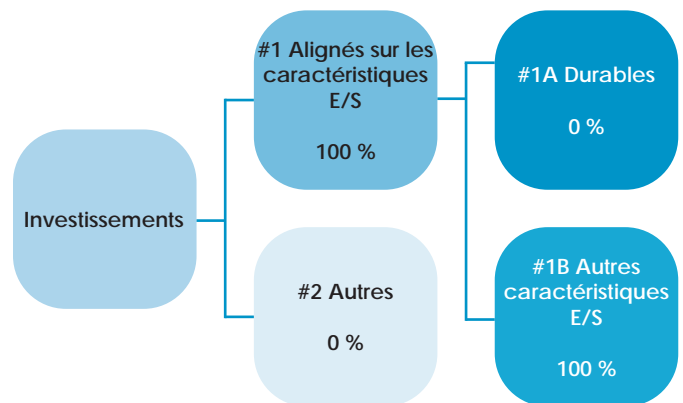 Investissements
#1 Alignés sur les
caractéristiques
E/S
100 %
#2 Autres
0 %
#1A Durables
0 %
#1B Autres
caractéristiques
E/S
100 %